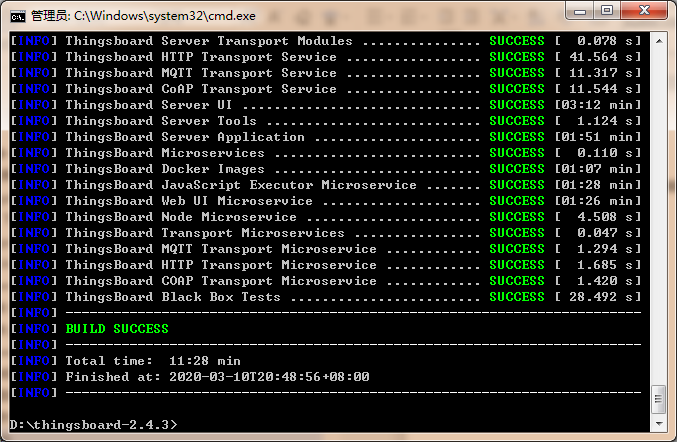 管理员: C:\Windows\system32\cmd.exe
[INFO] Thingsboard Server Transport Modules ................ SUCCESS [  0.078 s]
[INFO] Thingsboard HTTP Transport Service .................. SUCCESS [ 41.564 s]
[INFO] Thingsboard MQTT Transport Service .................. SUCCESS [ 11.317 s]
[INFO] Thingsboard CoAP Transport Service .................. SUCCESS [ 11.544 s]
[INFO] ThingsBoard Server UI ............................... SUCCESS [03:12 min]
[INFO] ThingsBoard Server Tools ............................ SUCCESS [  1.124 s]
[INFO] ThingsBoard Server Application ...................... SUCCESS [01:51 min]
[INFO] ThingsBoard Microservices ........................... SUCCESS [  0.110 s]
[INFO] ThingsBoard Docker Images ........................... SUCCESS [01:07 min]
[INFO] ThingsBoard JavaScript Executor Microservice ........ SUCCESS [01:28 min]
[INFO] ThingsBoard Web UI Microservice ..................... SUCCESS [01:26 min]
[INFO] ThingsBoard Node Microservice ....................... SUCCESS [  4.508 s]
[INFO] ThingsBoard Transport Microservices ................. SUCCESS [  0.047 s]
[INFO] ThingsBoard MQTT Transport Microservice ............. SUCCESS [  1.294 s]
[INFO] ThingsBoard HTTP Transport Microservice ............. SUCCESS [  1.685 s]
[INFO] ThingsBoard COAP Transport Microservice ............. SUCCESS [  1.420 s]
[INFO] ThingsBoard Black Box Tests ......................... SUCCESS [ 28.492 s]
[INFO] ------------------------------------------------------------------------
[INFO] BUILD SUCCESS
[INFO] ------------------------------------------------------------------------
[INFO] Total time:  11:28 min
[INFO] Finished at: 2020-03-10T20:48:56+08:00
[INFO] ------------------------------------------------------------------------
D:\thingsboard-2.4.3>